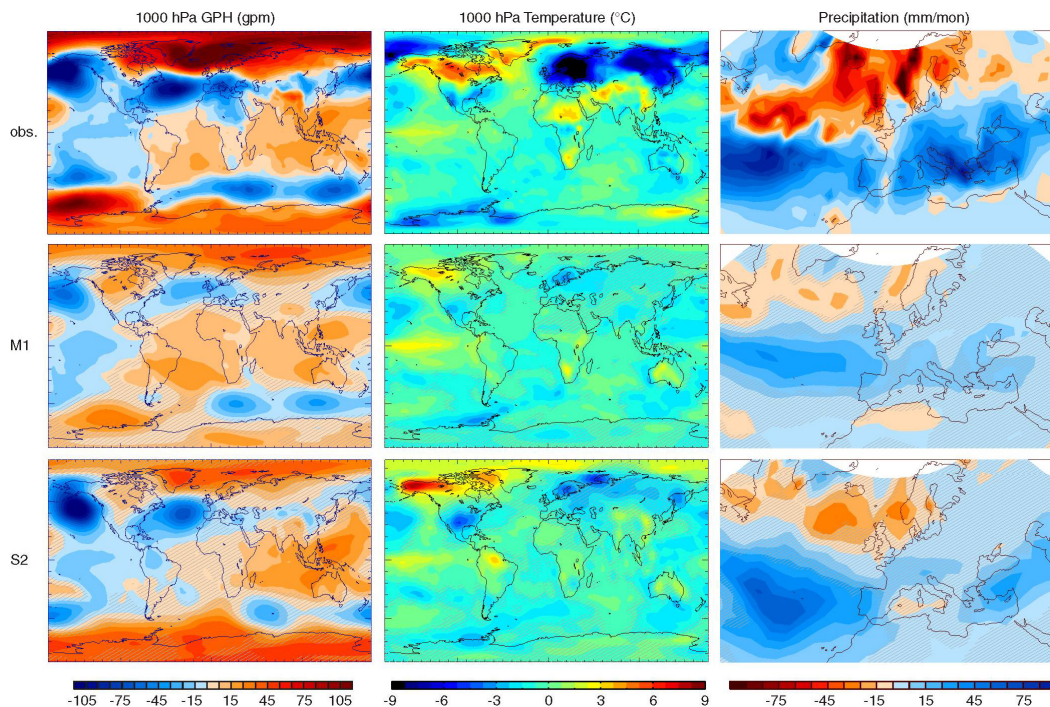 1000 hPa GPH (gpm)
1000 hPa Temperature (°C)
Precipitation (mm/mon)
obs.
M1
S2
-105 -75 -45 -15 15 45 75 105
-9 -6 -3 0 3 6 9
-75 -45 -15 15 45 75